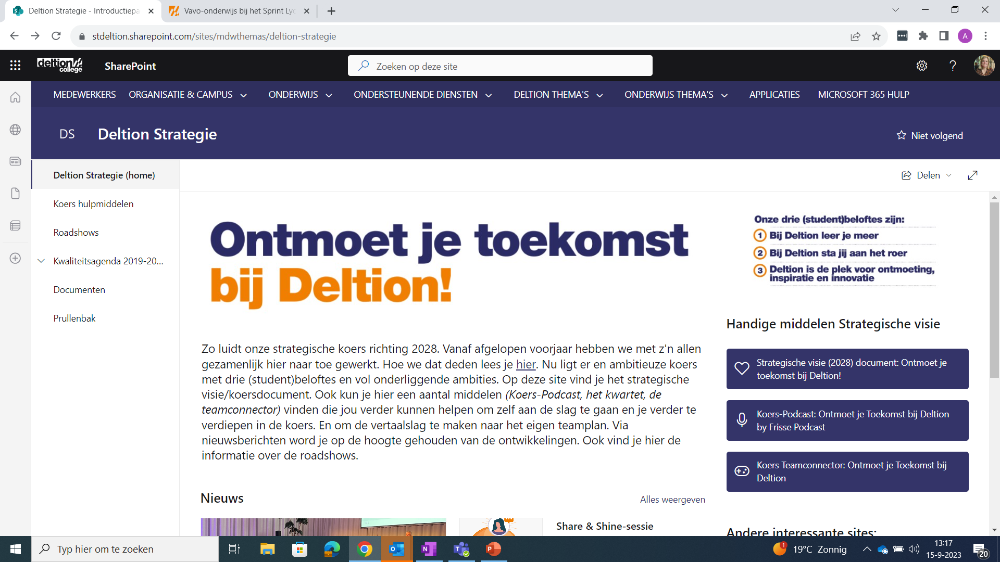 Deltion Strategie - Introductiepa
Vavo-onderwijs bij het Sprint Lyc
stdeltion.sharepoint.com/sites/mdwthemas/deltion-strategie
A
deltion college
SharePoint
Zoeken op deze site
MEDEWERKERS ORGANISATIE & CAMPUS ONDERWIJS ONDERSTEUNENDE DIENSTEN DELTION THEMA'S ONDERWIJS THEMA'S APPLICATIES MICROSOFT 365 HULP
DS Deltion Strategie
Niet volgend
Deltion Strategie (home)
Koers hulpmiddelen
Roadshows
Kwaliteitsagenda 2019-20...
Documenten
Prullenbak
Delen
Ontmoet je toekomst
bij Deltion!
Onze drie (student)beloftes zijn:
1 Bij Deltion leer je meer
2 Bij Deltion sta jij aan het roer
3 Deltion is de plek voor ontmoeting,
inspiratie en innovatie
Zo luidt onze strategische koers richting 2028. Vanaf afgelopen voorjaar hebben we met z'n allen
gezamenlijk hier naar toe gewerkt. Hoe we dat deden lees je hier. Nu ligt er en ambitieuze koers
met drie (student)beloftes en vol onderliggende ambities. Op deze site vind je het strategische
visie/koersdocument. Ook kun je hier een aantal middelen (Koers-Podcast, het kwartet, de
teamconnector) vinden die jou verder kunnen helpen om zelf aan de slag te gaan en je verder te
verdiepen in de koers. En om de vertaalslag te maken naar het eigen teamplan. Via
nieuwsberichten word je op de hoogte gehouden van de ontwikkelingen. Ook vind je hier de
informatie over de roadshows.
Handige middelen Strategische visie
Strategische visie (2028) document: Ontmoet je
toekomst bij Deltion!
Koers-Podcast: Ontmoet je Toekomst bij Deltion
by Frisse Podcast
Koers Teamconnector: Ontmoet je Toekomst bij
Deltion
Nieuws
Alles weergeven
Share & Shine-sessie
Andere interessante sites:
Typ hier om te zoeken
1
19°C Zonnig
13:17
15-9-2023
20